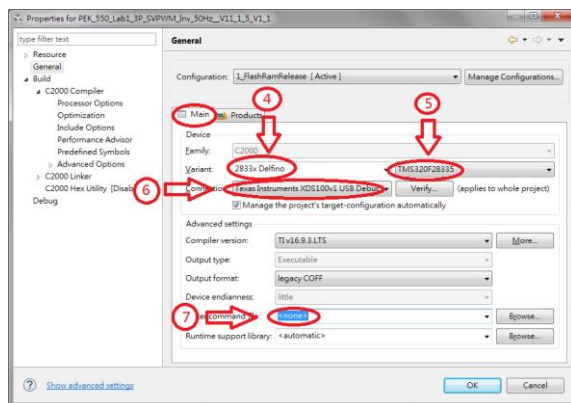 Properties for PEK_550_Lab1_3P_SVPWM_Inv_50Hz__V11_1_5_V1_1
type filter text
General
Resource
General
Build
C2000 Compiler
Processor Options
Optimization
Include Options
Performance Advisor
Predefined Symbols
Advanced Options
C2000 Linker
C2000 Hex Utility [Disab
Debug
Configuration: 1_FlashRamRelease [ Active ]
Manage Configurations...
4
5
Main
Products
Device
Family: C2000
Variant: 2833x Delfino TMS320F28335
6
Connection: Texas Instruments XDS100v1 USB Debug Verify... (applies to whole project)
Manage the project's target-configuration automatically
Advanced settings
Compiler version: TI v16.9.3.LTS More...
Output type: Executable
Output format: legacy COFF
Device endianness: little
7
command file: <none> Browse...
Runtime support library: <automatic> Browse...
Show advanced settings
OK
Cancel